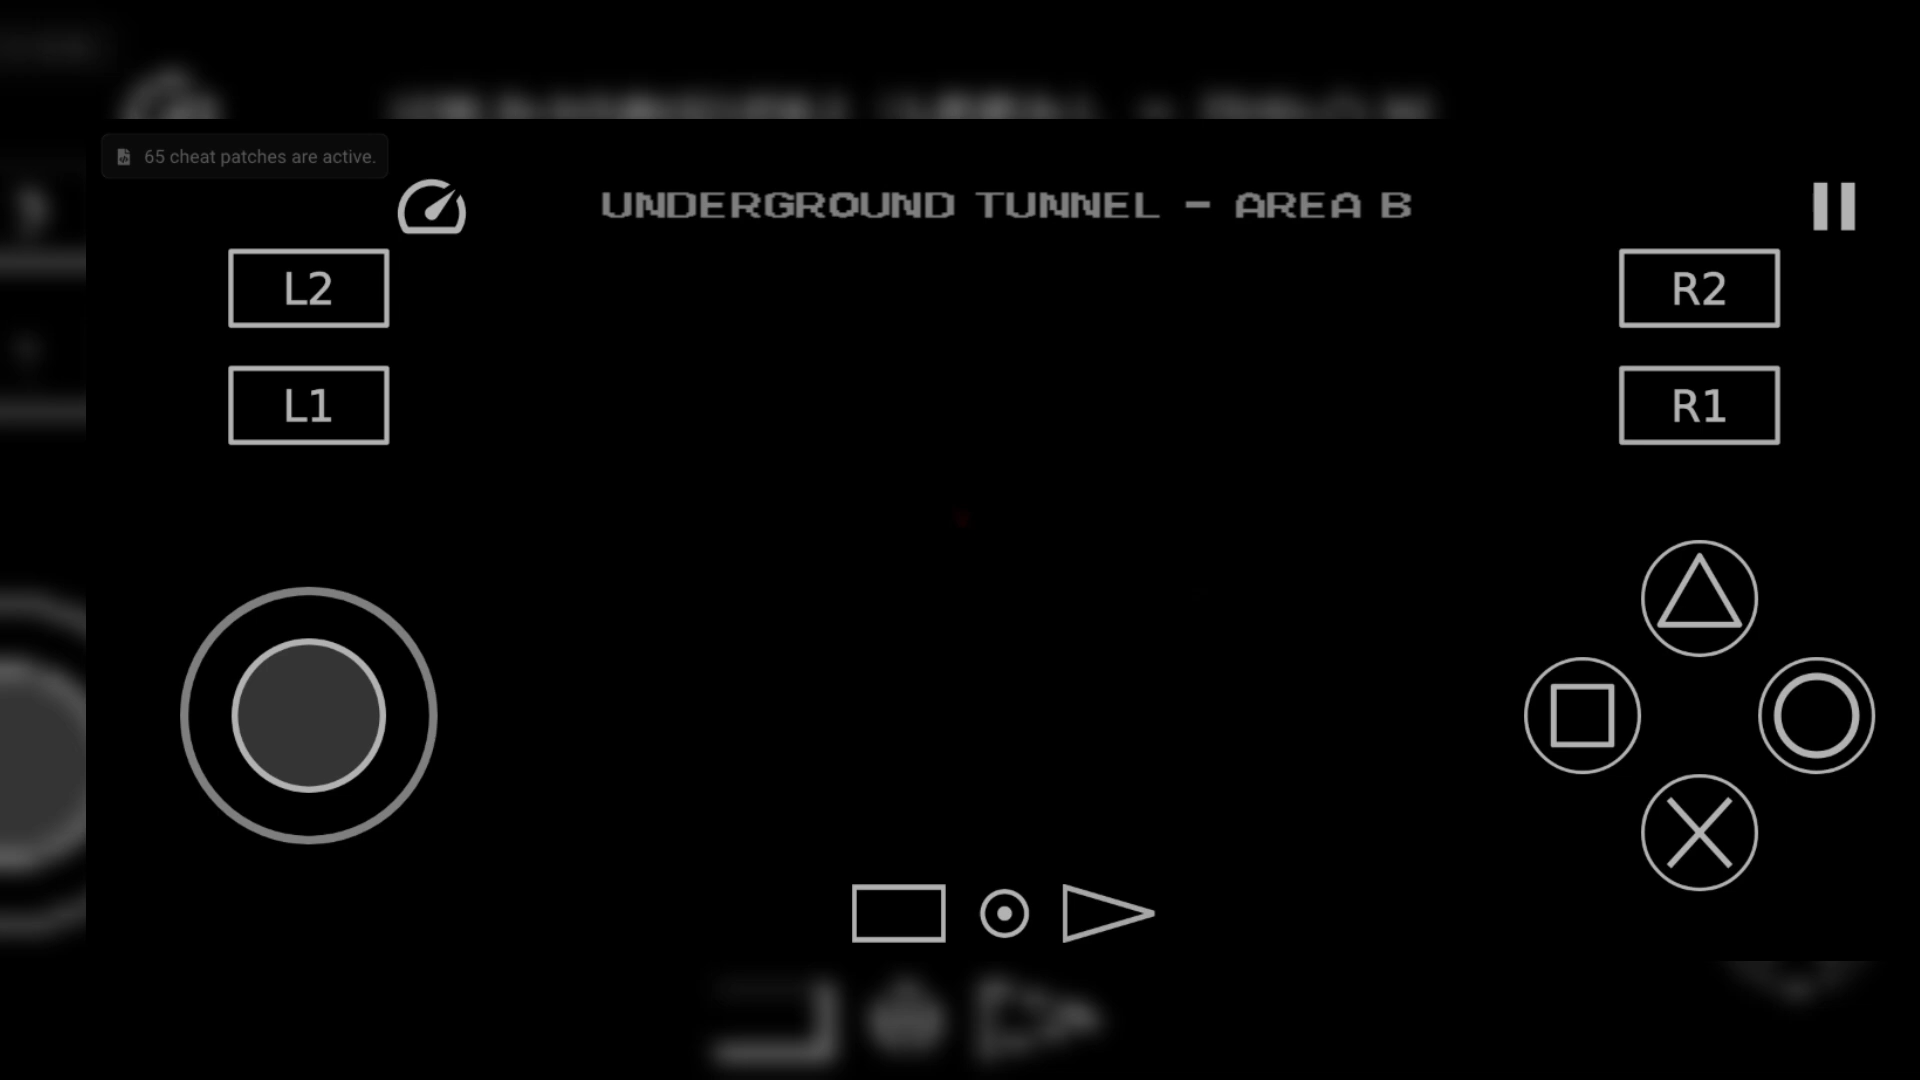 65 cheat patches are active.
UNDERGROUND TUNNEL - AREA B
L2
R2
L1
R1